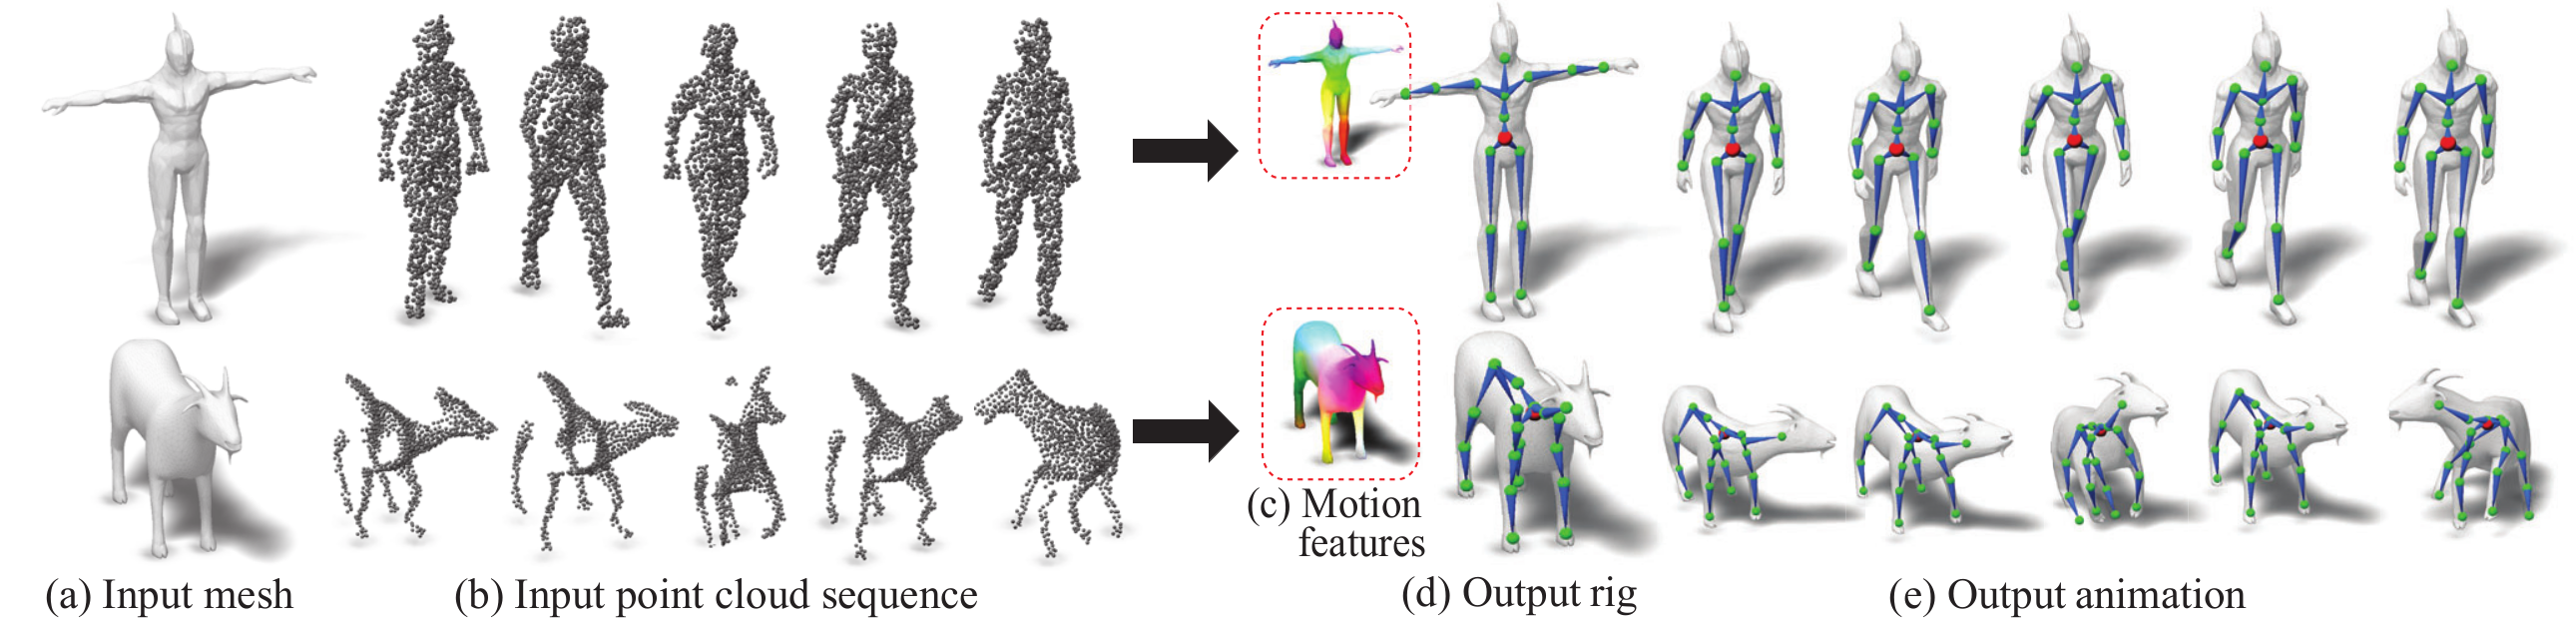 (c) Motion
features
(a) Input mesh
(b) Input point cloud sequence
(d) Output rig
(e) Output animation